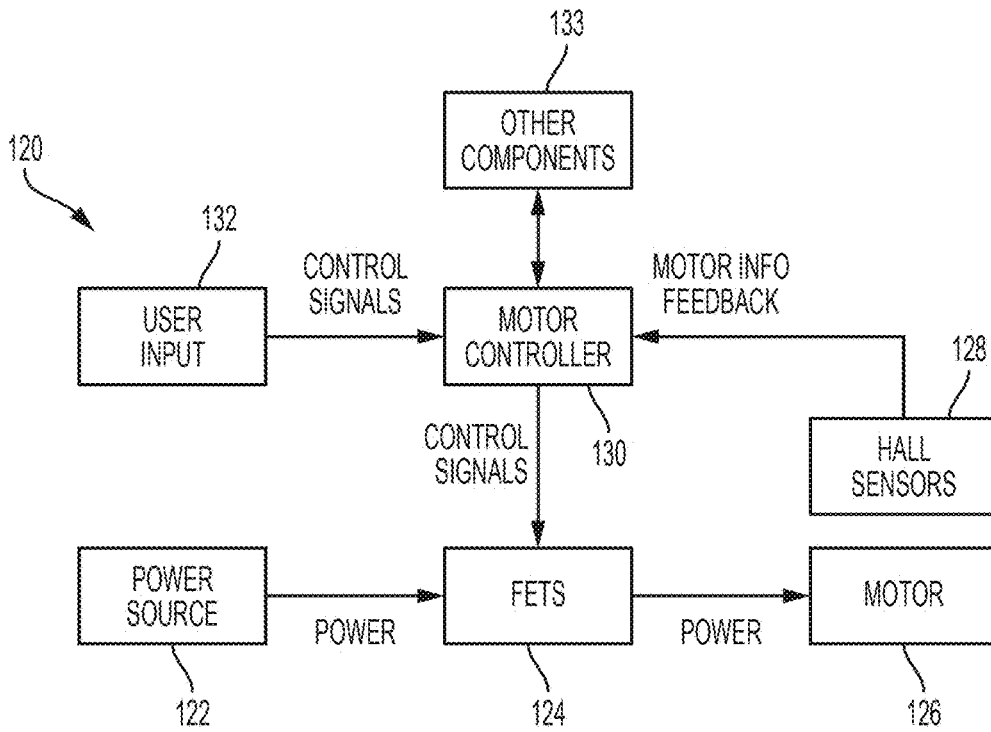 133
OTHER
COMPONENTS
120
132
CONTROL
SIGNALS
MOTOR INFO
FEEDBACK
USER
INPUT
MOTOR
CONTROLLER
128
CONTROL
SIGNALS
130
HALL
SENSORS
POWER
SOURCE
FETS
MOTOR
POWER
POWER
122
124
126